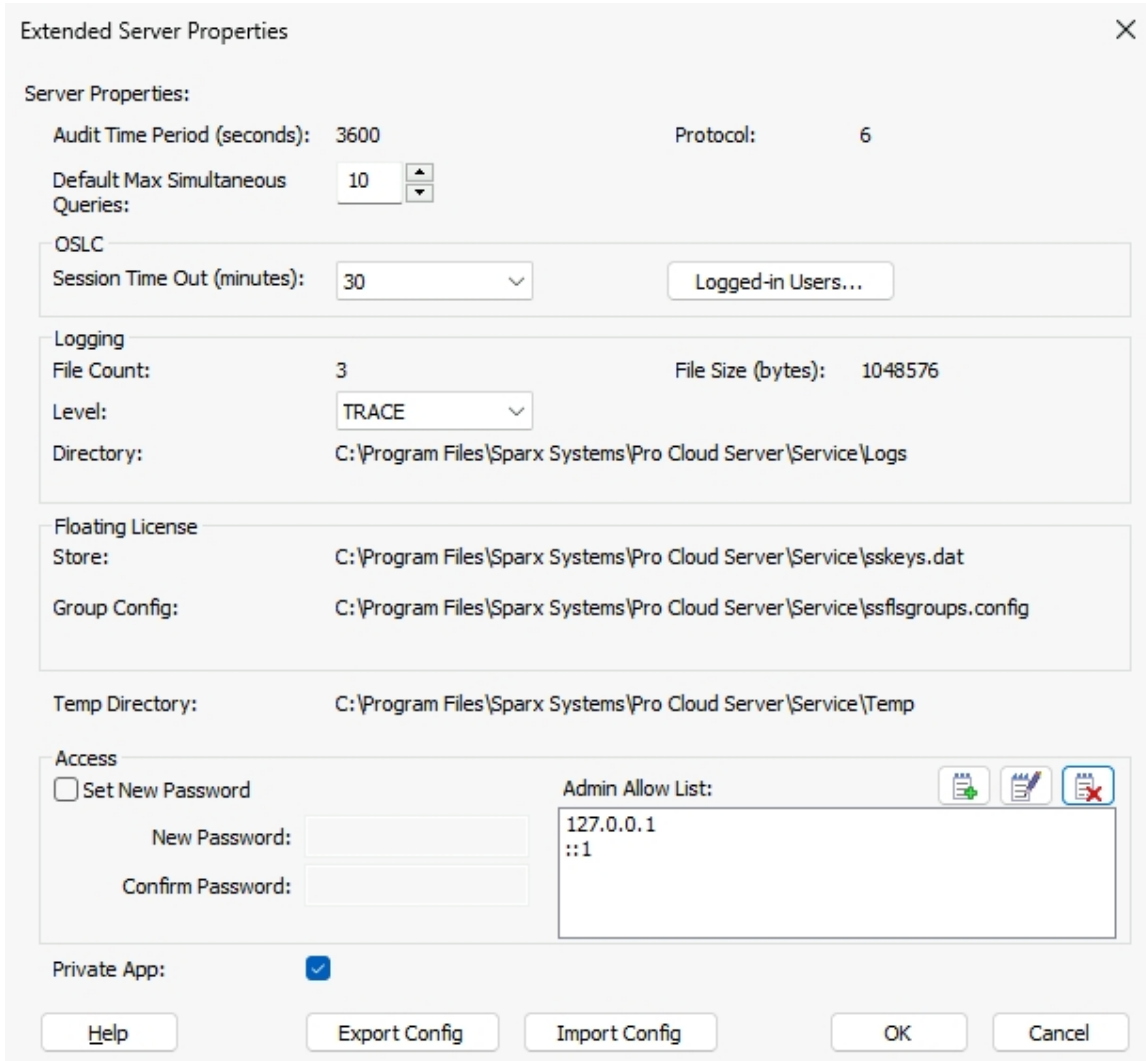 Extended Server Properties
Server Properties:
Audit Time Period (seconds): 3600 Protocol: 6
Default Max Simultaneous
Queries: 10
OSLC
Session Time Out (minutes): 30 Logged-in Users...
Logging
File Count: 3 File Size (bytes): 1048576
Level: TRACE
Directory: C:\Program Files\Sparx Systems\Pro Cloud Server\Service\Logs
Floating License
Store: C:\Program Files\Sparx Systems\Pro Cloud Server\Service\sskeys.dat
Group Config: C:\Program Files\Sparx Systems\Pro Cloud Server\Service\ssflsgroups.config
Temp Directory: C:\Program Files\Sparx Systems\Pro Cloud Server\Service\Temp
Access
Set New Password Admin Allow List:
New Password: 127.0.0.1
::1
Confirm Password:
Private App:
Help Export Config Import Config OK Cancel